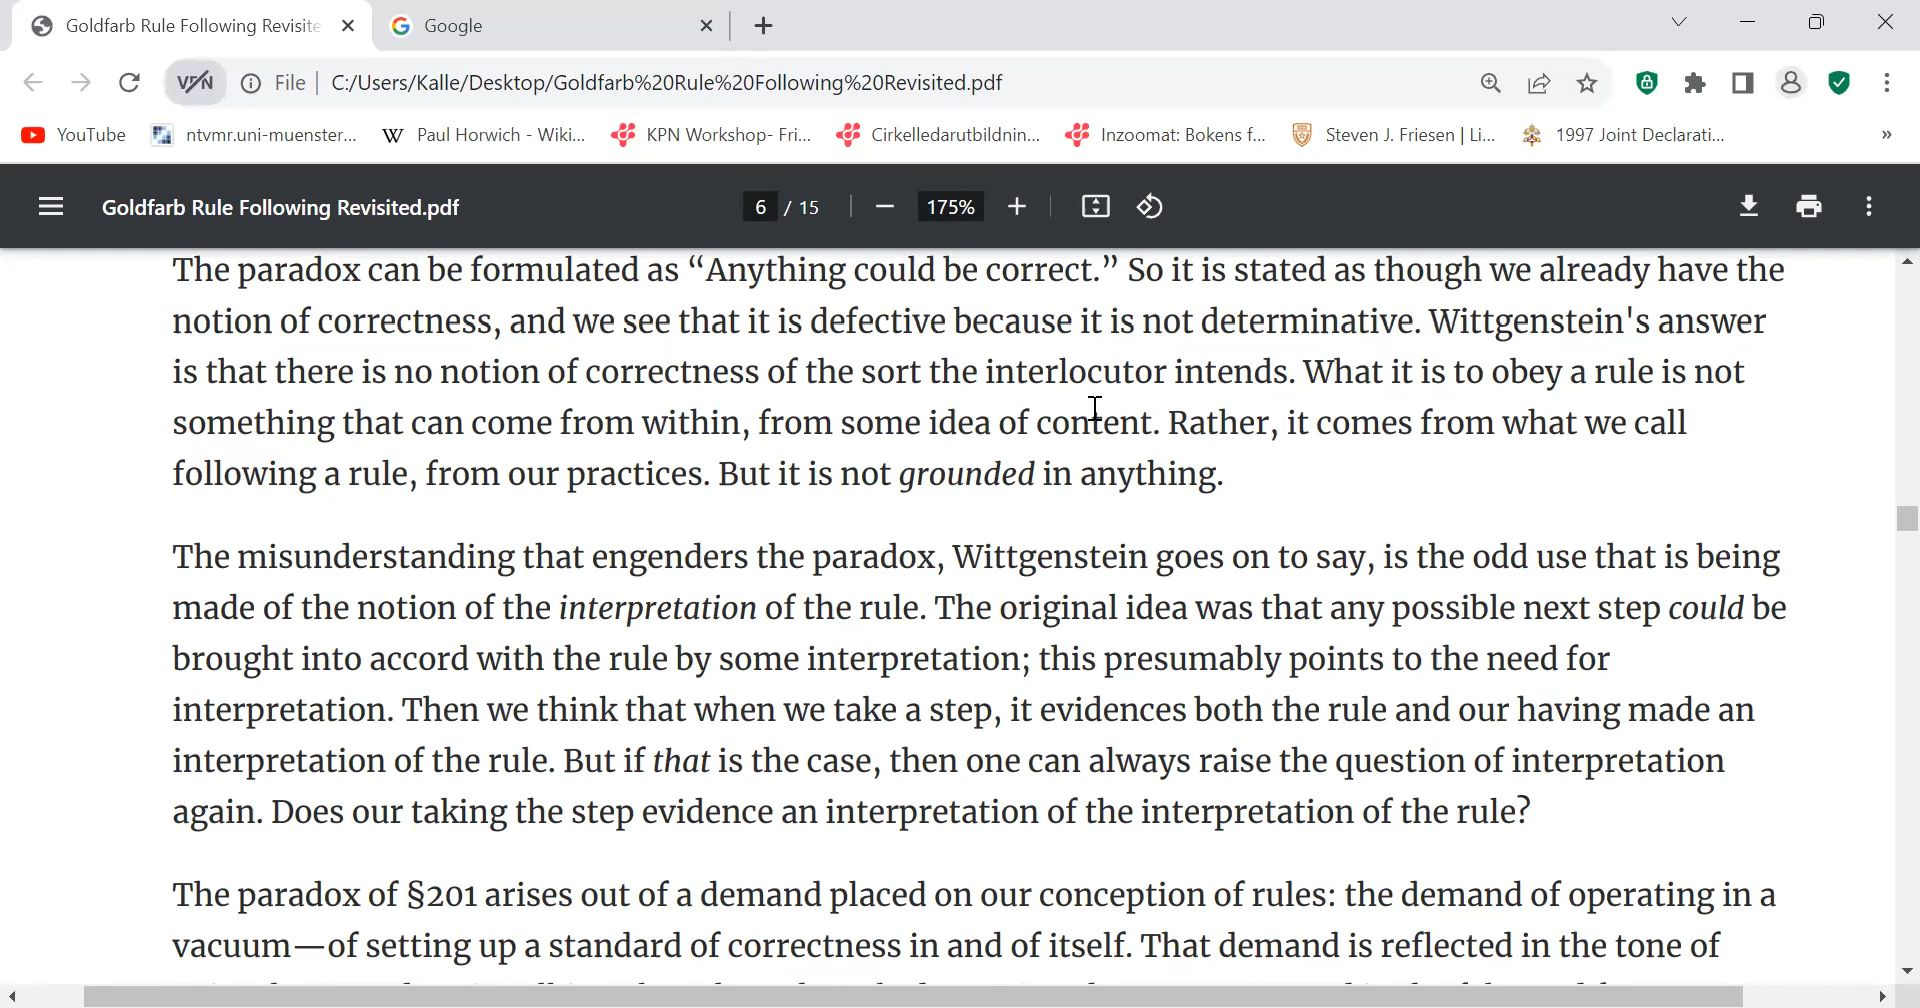 Goldfarb Rule Following Revisite
Google
VPN
File
C:/Users/Kalle/Desktop/Goldfarb%20Rule%20Following%20Revisited.pdf
YouTube
ntvmr.uni-muenster...
W Paul Horwich - Wiki...
KPN Workshop- Fri...
Cirkelledarutbildnin...
Inzoomat: Bokens f...
Steven J. Friesen | Li...
1997 Joint Declarati...
»
Goldfarb Rule Following Revisited.pdf
6 / 15
175%
The paradox can be formulated as “Anything could be correct.” So it is stated as though we already have the
notion of correctness, and we see that it is defective because it is not determinative. Wittgenstein's answer
is that there is no notion of correctness of the sort the interlocutor intends. What it is to obey a rule is not
something that can come from within, from some idea of content. Rather, it comes from what we call
following a rule, from our practices. But it is not grounded in anything.
The misunderstanding that engenders the paradox, Wittgenstein goes on to say, is the odd use that is being
made of the notion of the interpretation of the rule. The original idea was that any possible next step could be
brought into accord with the rule by some interpretation; this presumably points to the need for
interpretation. Then we think that when we take a step, it evidences both the rule and our having made an
interpretation of the rule. But if that is the case, then one can always raise the question of interpretation
again. Does our taking the step evidence an interpretation of the interpretation of the rule?
The paradox of §201 arises out of a demand placed on our conception of rules: the demand of operating in a
vacuum—of setting up a standard of correctness in and of itself. That demand is reflected in the tone of